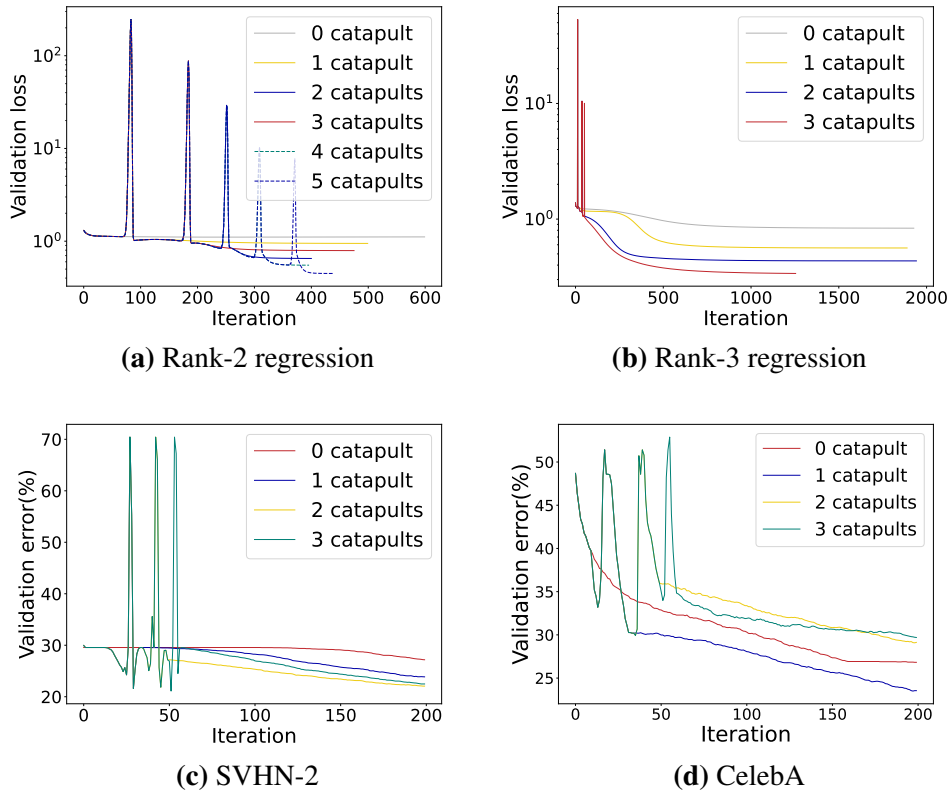 Validation loss
10²
10¹
10⁰
0 catapult
1 catapult
2 catapults
3 catapults
4 catapults
5 catapults
0 100 200 300 400 500 600
Iteration
(a) Rank-2 regression
Validation loss
10¹
10⁰
0 catapult
1 catapult
2 catapults
3 catapults
0 500 1000 1500 2000
Iteration
(b) Rank-3 regression
Validation error(%)
70
60
50
40
30
20
0 catapult
1 catapult
2 catapults
3 catapults
0 50 100 150 200
Iteration
(c) SVHN-2
Validation error(%)
50
45
40
35
30
25
0 catapult
1 catapult
2 catapults
3 catapults
0 50 100 150 200
Iteration
(d) CelebA